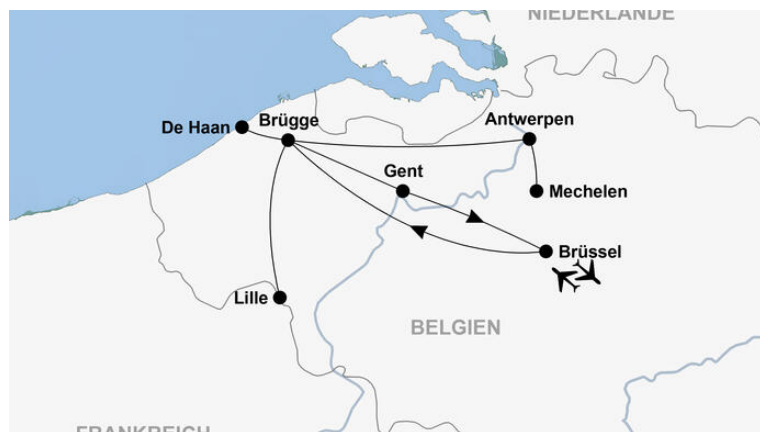 NIEDERLANDE
Brügge
De Haan
Antwerpen
Gent
Mechelen
Brüssel
Lille
BELGIEN
FRANKREICH